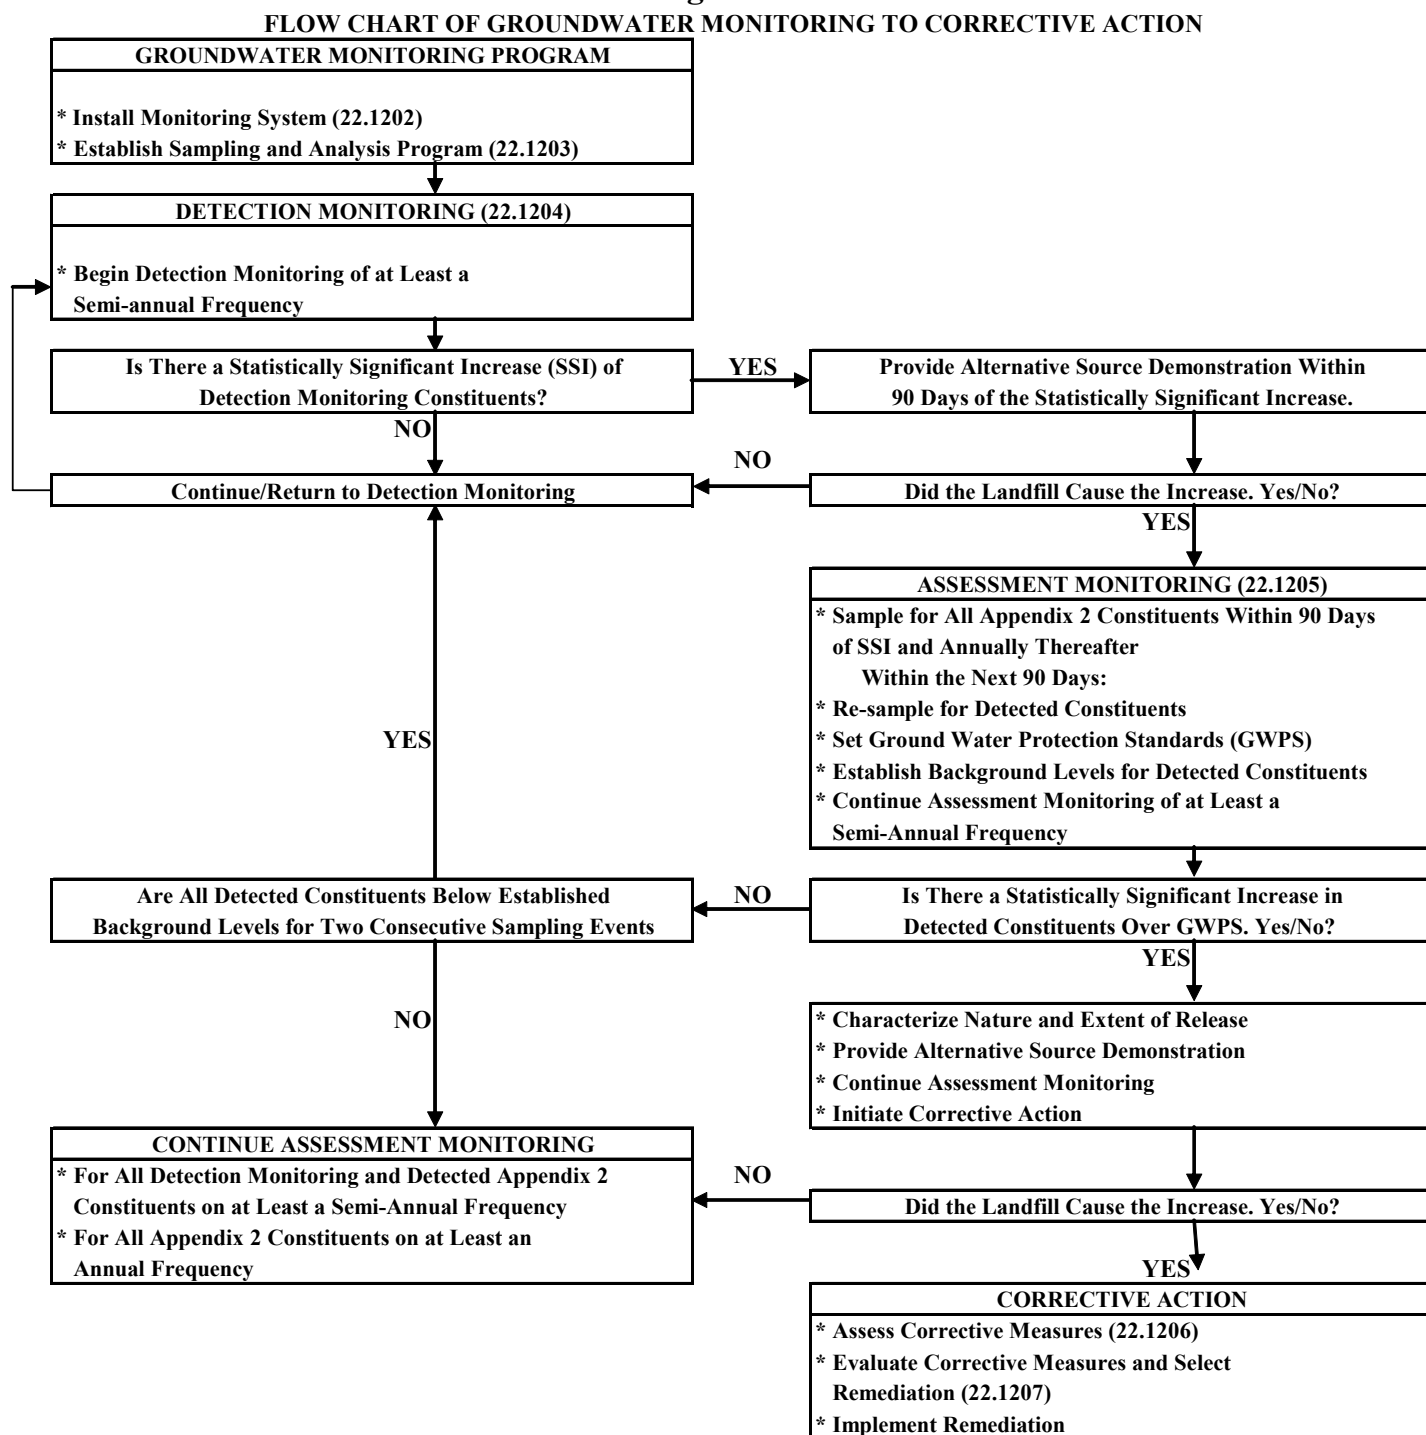 FLOW CHART OF GROUNDWATER MONITORING TO CORRECTIVE ACTION
GROUNDWATER MONITORING PROGRAM
* Install Monitoring System (22.1202)
* Establish Sampling and Analysis Program (22.1203)
DETECTION MONITORING (22.1204)
* Begin Detection Monitoring of at Least a
Semi-annual Frequency
Is There a Statistically Significant Increase (SSI) of
Detection Monitoring Constituents?
YES
Provide Alternative Source Demonstration Within
90 Days of the Statistically Significant Increase.
NO
NO
Continue/Return to Detection Monitoring
Did the Landfill Cause the Increase. Yes/No?
YES
ASSESSMENT MONITORING (22.1205)
* Sample for All Appendix 2 Constituents Within 90 Days
of SSI and Annually Thereafter
Within the Next 90 Days:
* Re-sample for Detected Constituents
* Set Ground Water Protection Standards (GWPS)
* Establish Background Levels for Detected Constituents
* Continue Assessment Monitoring of at Least a
Semi-Annual Frequency
YES
Are All Detected Constituents Below Established
Background Levels for Two Consecutive Sampling Events
NO
Is There a Statistically Significant Increase in
Detected Constituents Over GWPS. Yes/No?
YES
NO
* Characterize Nature and Extent of Release
* Provide Alternative Source Demonstration
* Continue Assessment Monitoring
* Initiate Corrective Action
CONTINUE ASSESSMENT MONITORING
* For All Detection Monitoring and Detected Appendix 2
Constituents on at Least a Semi-Annual Frequency
* For All Appendix 2 Constituents on at Least an
Annual Frequency
NO
Did the Landfill Cause the Increase. Yes/No?
YES
CORRECTIVE ACTION
* Assess Corrective Measures (22.1206)
* Evaluate Corrective Measures and Select
Remediation (22.1207)
* Implement Remediation